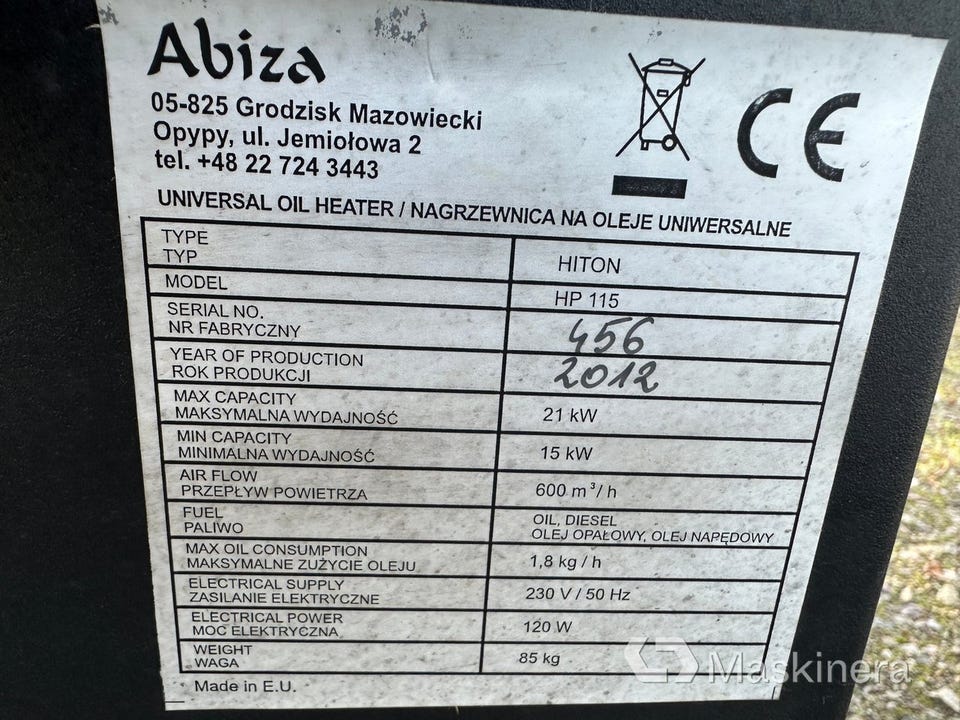 Abiza
05-825 Grodzisk Mazowiecki
Opypy, ul. Jemiołowa 2
tel. +48 22 724 3443
CE
UNIVERSAL OIL HEATER / NAGRZEWNICA NA OLEJE UNIWERSALNE
TYPE
TYP
HITON
MODEL
HP 115
SERIAL NO.
NR FABRYCZNY
456
YEAR OF PRODUCTION
ROK PRODUKCJI
2012
MAX CAPACITY
MAKSYMALNA WYDAJNOŚĆ
21 kW
MIN CAPACITY
MINIMALNA WYDAJNOŚĆ
15 kW
AIR FLOW
PRZEPŁYW POWIETRZA
600 m³/ h
FUEL
PALIWO
OIL, DIESEL
OLEJ OPAŁOWY, OLEJ NAPĘDOWY
MAX OIL CONSUMPTION
MAKSYMALNE ZUŻYCIE OLEJU
1,8 kg / h
ELECTRICAL SUPPLY
ZASILANIE ELEKTRYCZNE
230 V / 50 Hz
ELECTRICAL POWER
MOC ELEKTRYCZNA
120 W
WEIGHT
WAGA
85 kg
Made in E.U.
Maskinera